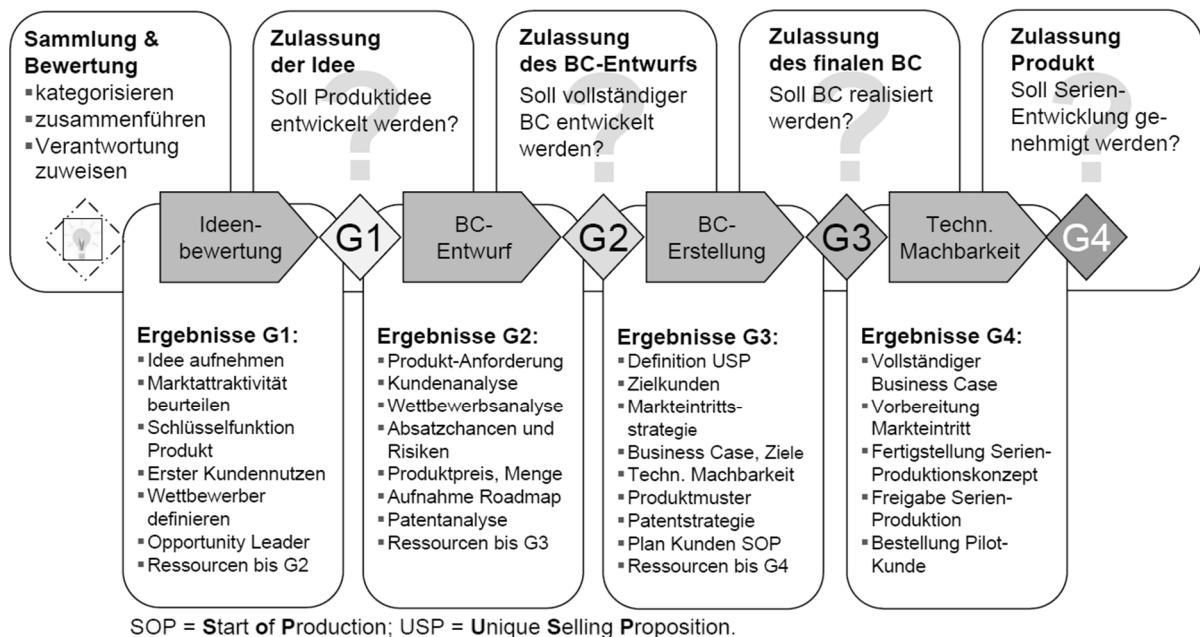 Sammlung &
Bewertung
▪kategorisieren
▪zusammenführen
▪Verantwortung
zuweisen
Zulassung
der Idee
Soll Produktidee
entwickelt werden?
Zulassung
des BC-Entwurfs
Soll vollständiger
BC entwickelt
werden?
Zulassung
des finalen BC
Soll BC realisiert
werden?
Zulassung
Produkt
Soll Serien-
Entwicklung ge-
nehmigt werden?
?
?
?
?
Ideen-
bewertung
G1
BC-
Entwurf
G2
BC-
Erstellung
G3
Techn.
Machbarkeit
G4
Ergebnisse G1:
▪Idee aufnehmen
▪Marktattraktivität
beurteilen
▪Schlüsselfunktion
Produkt
▪Erster Kundennutzen
▪Wettbewerber
definieren
▪Opportunity Leader
▪Ressourcen bis G2
Ergebnisse G2:
▪Produkt-Anforderung
▪Kundenanalyse
▪Wettbewerbsanalyse
▪Absatzchancen und
Risiken
▪Produktpreis, Menge
▪Aufnahme Roadmap
▪Patentanalyse
▪Ressourcen bis G3
Ergebnisse G3:
▪Definition USP
▪Zielkunden
▪Markteintritts-
strategie
▪Business Case, Ziele
▪Techn. Machbarkeit
▪Produktmuster
▪Patentstrategie
▪Plan Kunden SOP
▪Ressourcen bis G4
Ergebnisse G4:
▪Vollständiger
Business Case
▪Vorbereitung
Markteintritt
▪Fertigstellung Serien-
Produktionskonzept
▪Freigabe Serien-
Produktion
▪Bestellung Pilot-
Kunde
SOP = Start of Production; USP = Unique Selling Proposition.